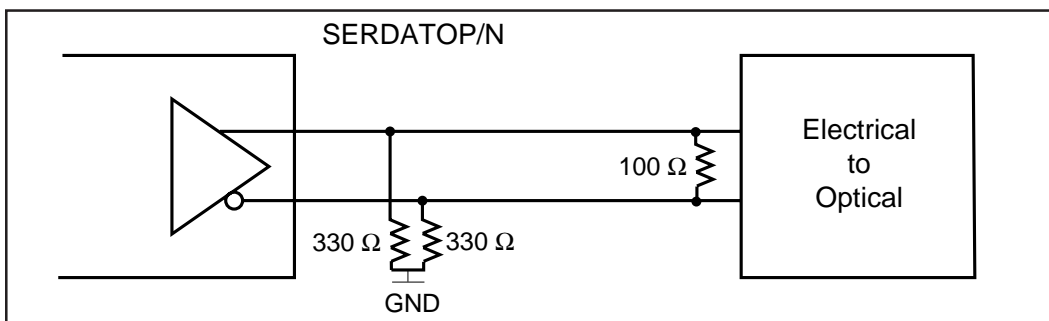 SERDATOP/N
Electrical
to
Optical
100 Ω
330 Ω 330 Ω
GND